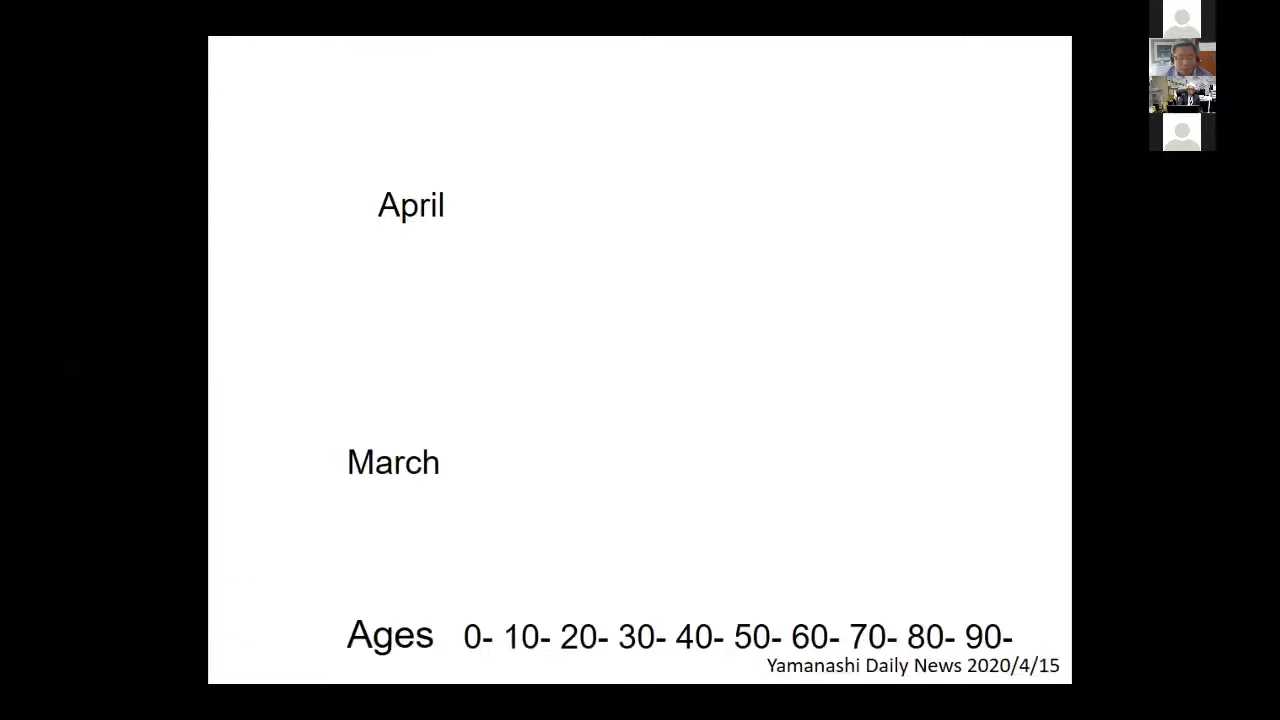 April
March
Ages 0- 10- 20- 30- 40- 50- 60- 70- 80- 90-
Yamanashi Daily News 2020/4/15